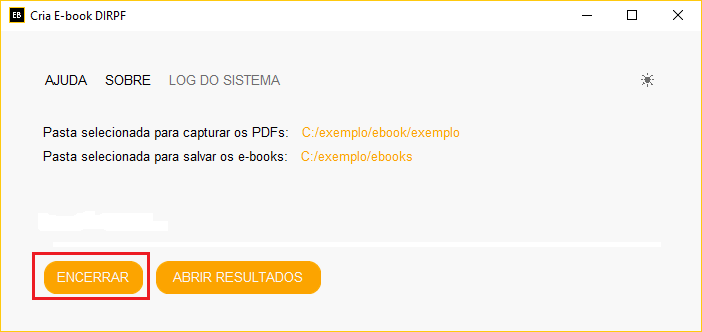 EB Cria E-book DIRPF
AJUDA SOBRE LOG DO SISTEMA
Pasta selecionada para capturar os PDFs: C:/exemplo/ebook/exemplo
Pasta selecionada para salvar os e-books: C:/exemplo/ebooks
ENCERRAR ABRIR RESULTADOS